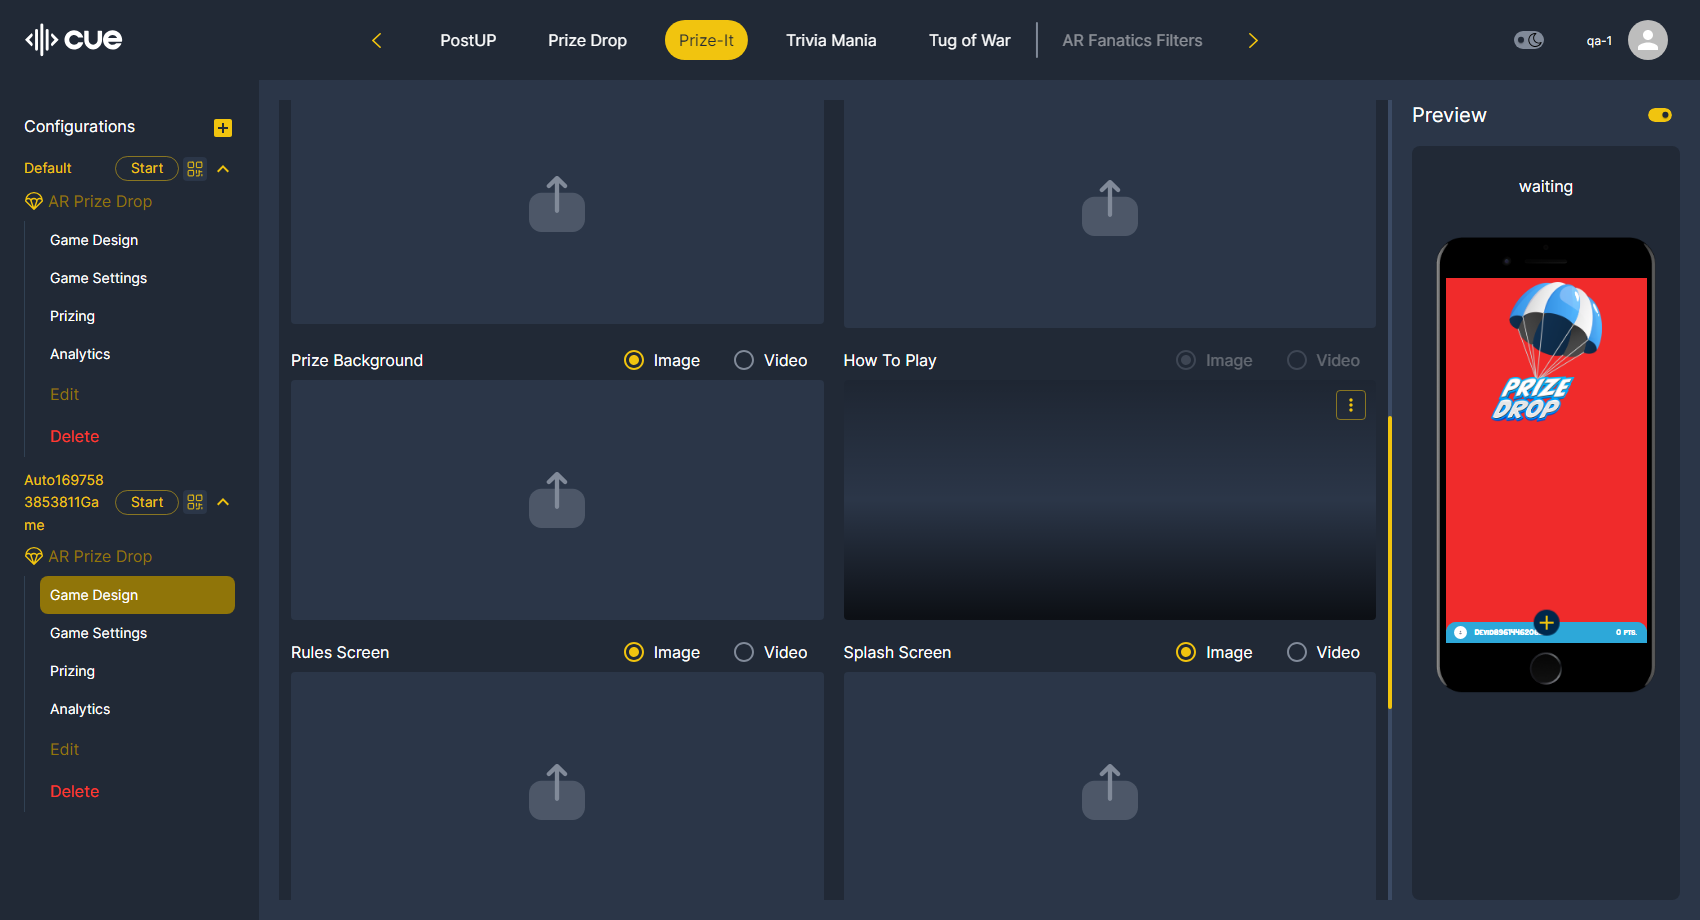 cue
PostUP
Prize Drop
Prize-It
Trivia Mania
Tug of War
AR Fanatics Filters
qa-1
Configurations
Default
Start
AR Prize Drop
Game Design
Game Settings
Prizing
Analytics
Edit
Delete
Auto169758
3853811Ga
me
Start
AR Prize Drop
Game Design
Game Settings
Prizing
Analytics
Edit
Delete
Prize Background
Image
Video
How To Play
Image
Video
Rules Screen
Image
Video
Splash Screen
Image
Video
Preview
waiting
PRIZE
DROP
0 PTS.